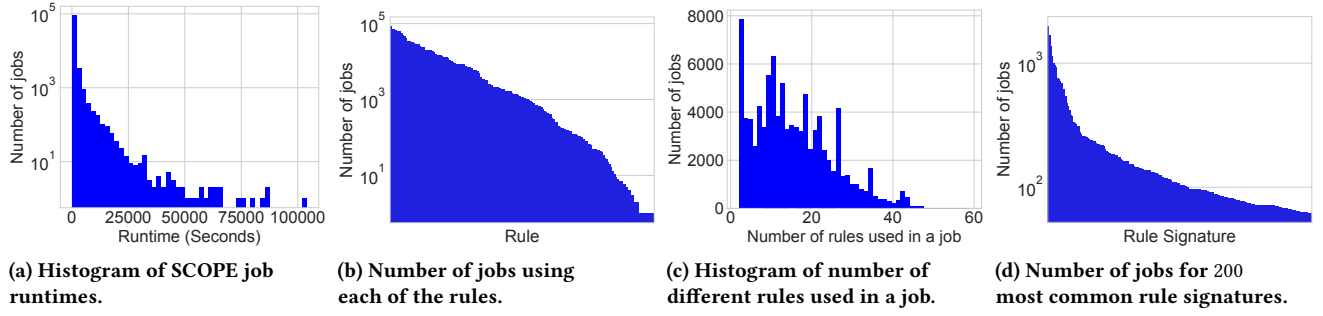 Number of jobs
10^5
10^3
10^1
0 25000 50000 75000 100000
Runtime (Seconds)
(a) Histogram of SCOPE job
runtimes.
Number of jobs
10^5
10^3
10^1
Rule
(b) Number of jobs using
each of the rules.
Number of jobs
8000
6000
4000
2000
0
0 20 40 60
Number of rules used in a job
(c) Histogram of number of
different rules used in a job.
Number of jobs
10^3
10^2
Rule Signature
(d) Number of jobs for 200
most common rule signatures.